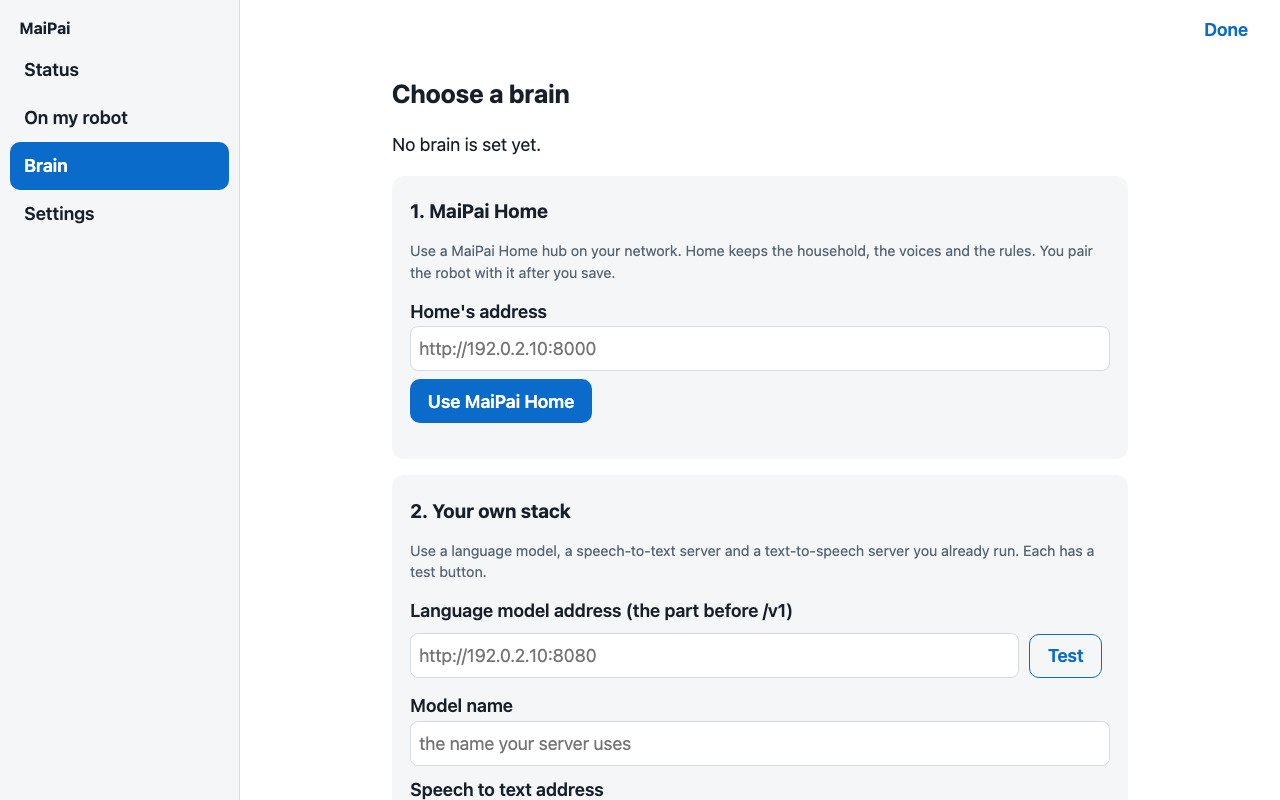 MaiPai
Status
On my robot
Brain
Settings
Done
Choose a brain
No brain is set yet.
1. MaiPai Home
Use a MaiPai Home hub on your network. Home keeps the household, the voices and the rules. You pair
the robot with it after you save.
Home's address
http://192.0.2.10:8000
Use MaiPai Home
2. Your own stack
Use a language model, a speech-to-text server and a text-to-speech server you already run. Each has a
test button.
Language model address (the part before /v1)
http://192.0.2.10:8080
Test
Model name
the name your server uses
Speech to text address